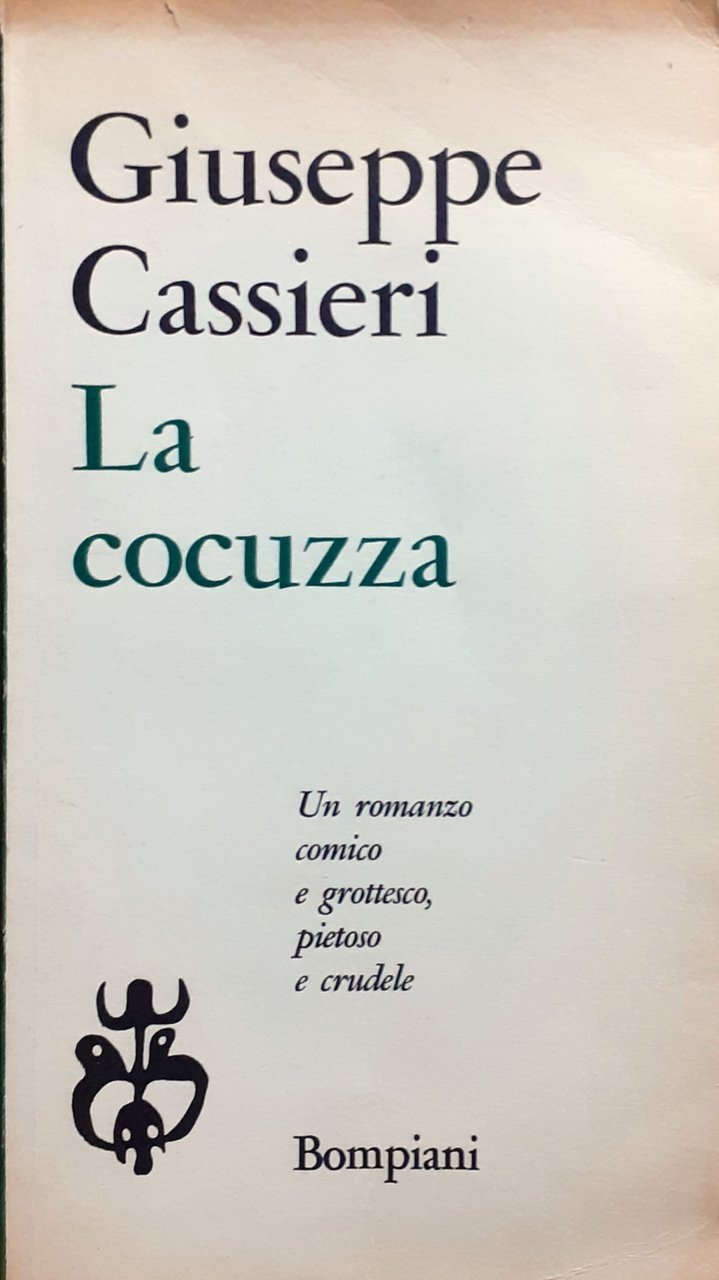 Giuseppe
Cassieri
La
cocuzza
Un romanzo
comico
e grottesco,
pietoso
e crudele
Bompiani